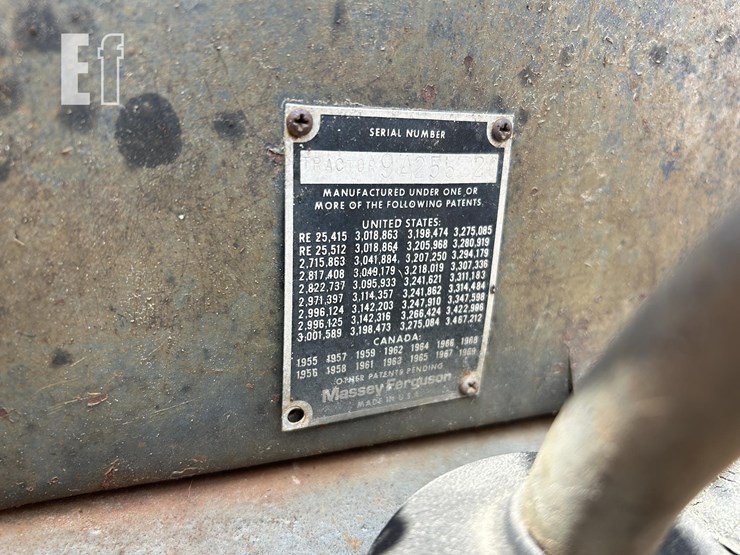 Ef
SERIAL NUMBER
MANUFACTURED UNDER ONE OR
MORE OF THE FOLLOWING PATENTS
UNITED STATES:
RE 25,415 3,018,863 3,198,474 3,275,085
RE 25,512 3,018,864 3,205,968 3,280,919
2,715,863 3,041,884 3,207,250 3,294,179
2,817,408 3,049,179 3,218,019 3,307,336
2,822,737 3,095,933 3,241,621 3,311,183
2,971,397 3,114,357 3,241,862 3,314,484
2,996,124 3,142,203 3,247,910 3,347,598
2,996,125 3,142,316 3,266,424 3,422,986
3,001,589 3,198,473 3,275,084 3,467,212
CANADA:
1955 1957 1959 1962 1964 1966 1968
1956 1958 1961 1963 1965 1967 1969
OTHER PATENTS PENDING
Massey Ferguson
MADE IN U.S.A.